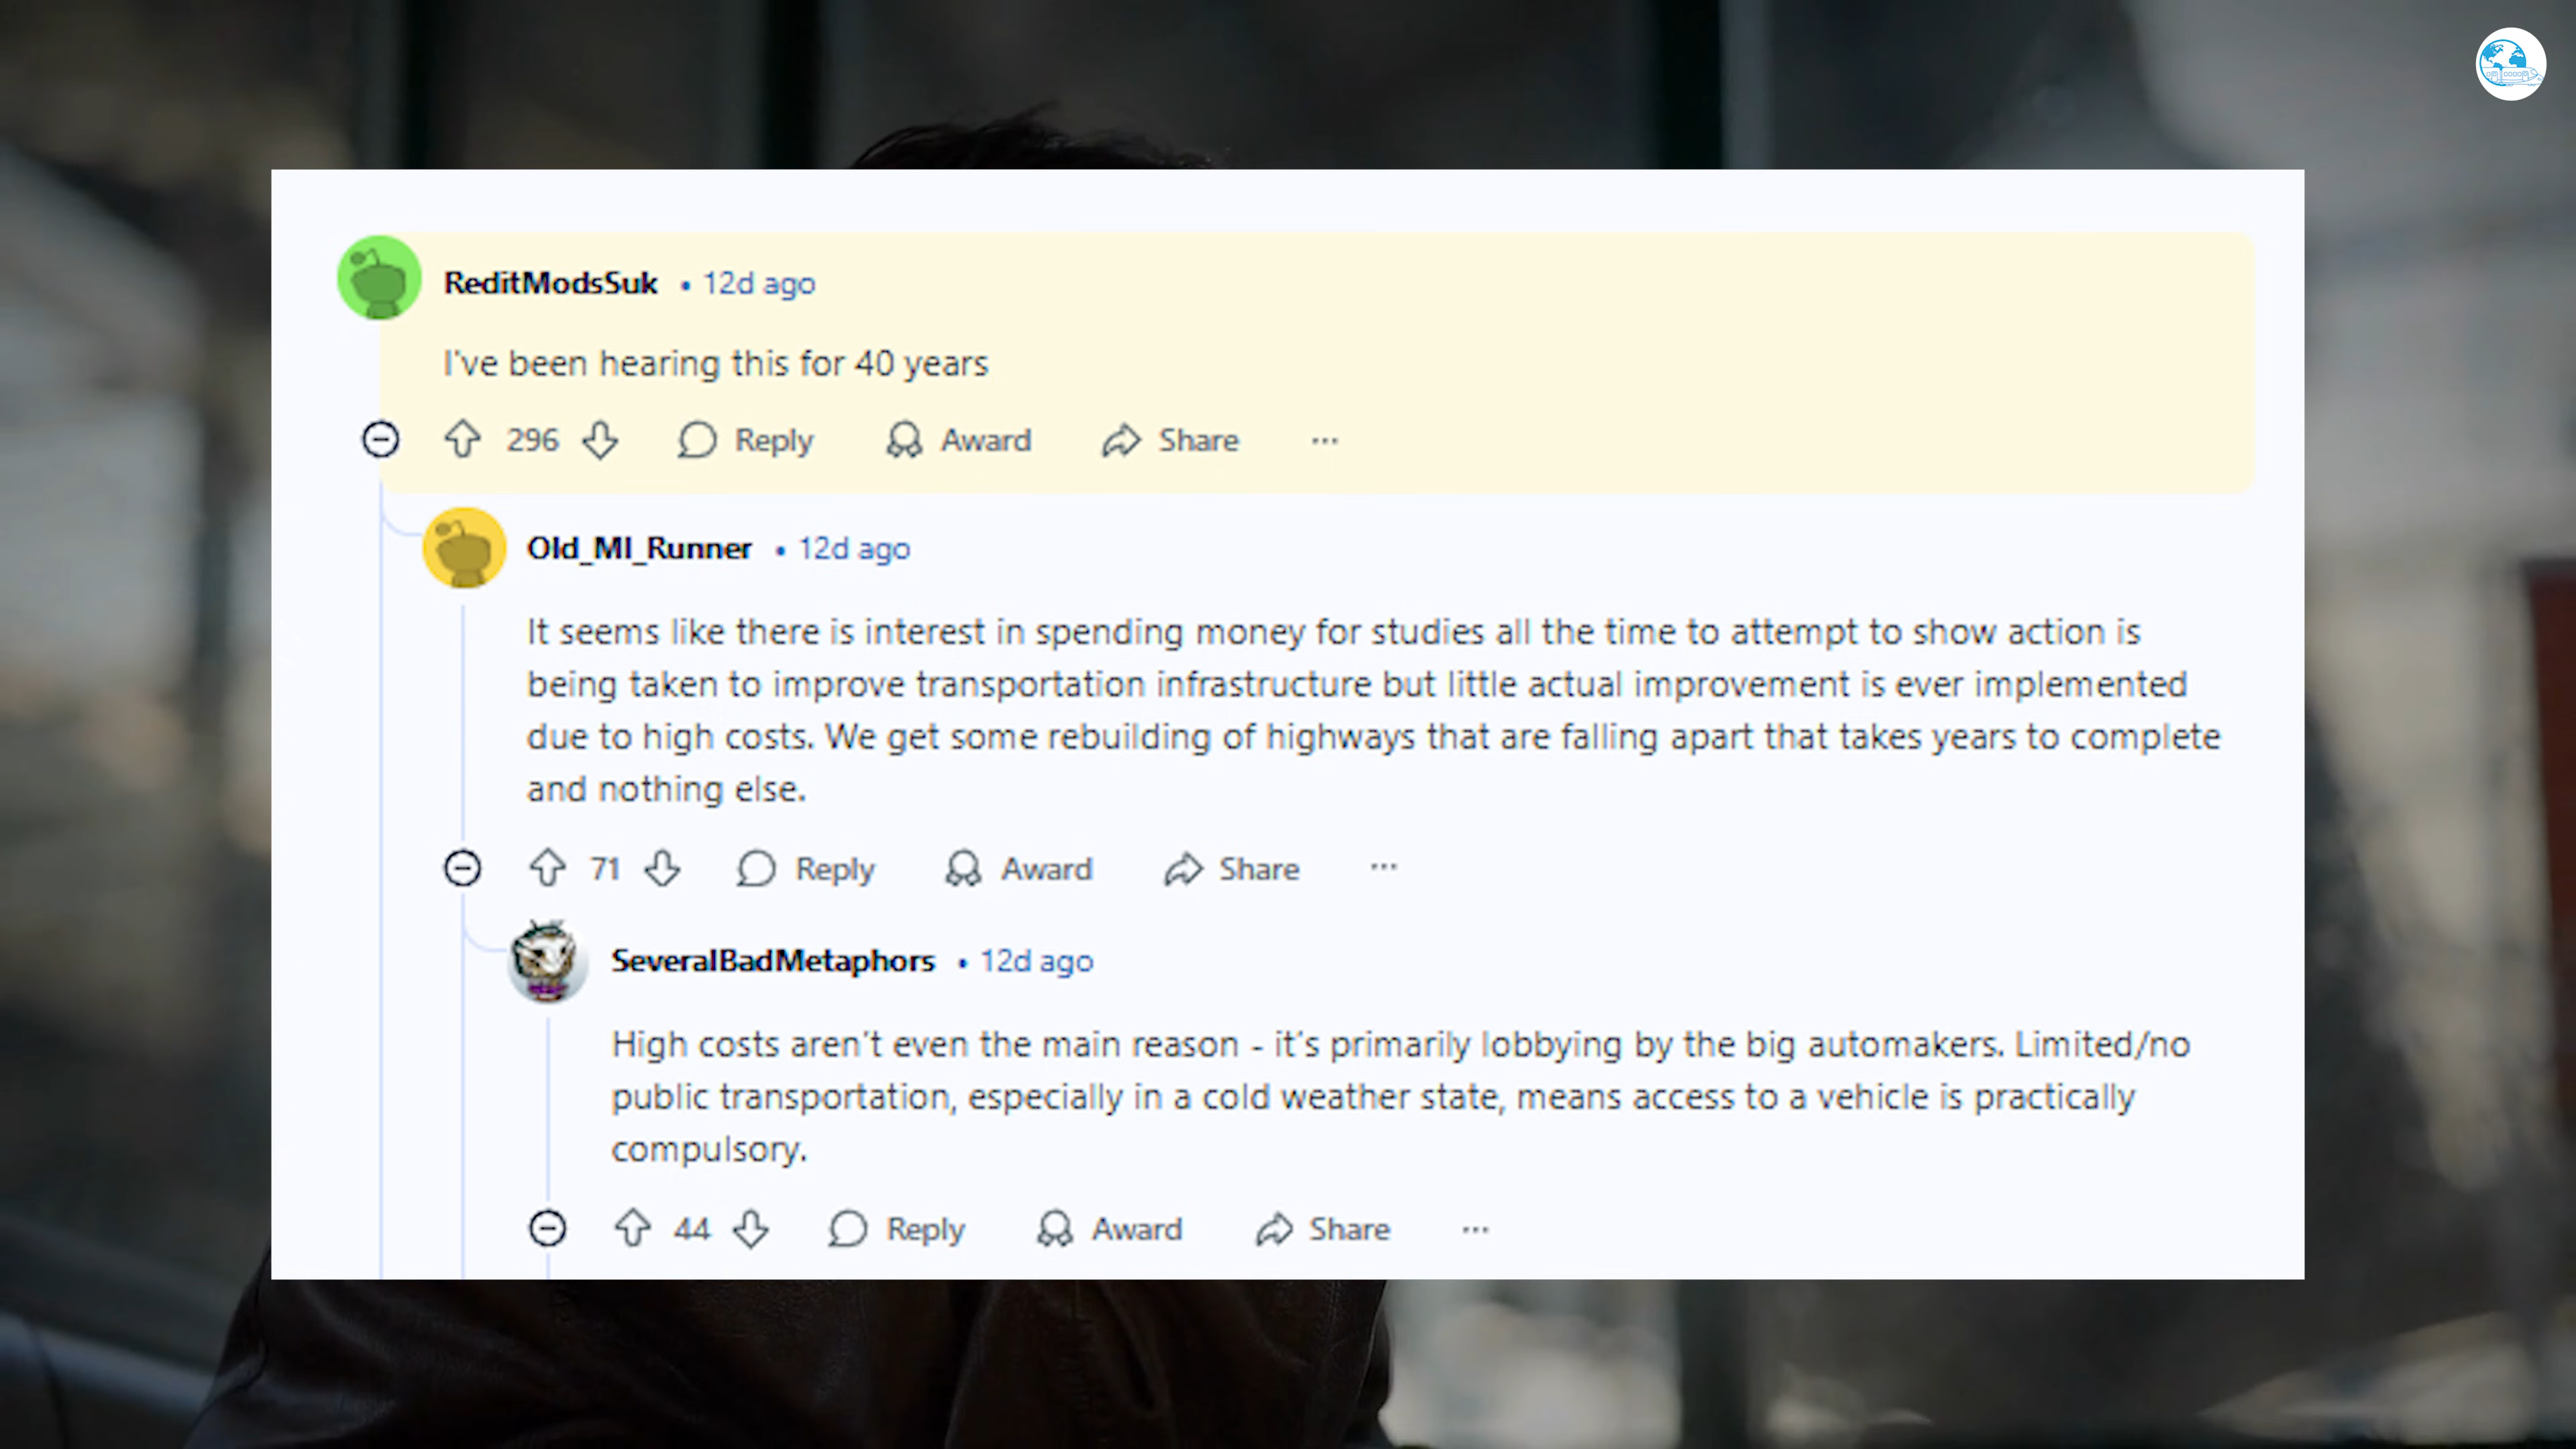 ReditModsSuk • 12d ago
I've been hearing this for 40 years
296 Reply Award Share ...
Old_MI_Runner • 12d ago
It seems like there is interest in spending money for studies all the time to attempt to show action is
being taken to improve transportation infrastructure but little actual improvement is ever implemented
due to high costs. We get some rebuilding of highways that are falling apart that takes years to complete
and nothing else.
71 Reply Award Share ...
SeveralBadMetaphors • 12d ago
High costs aren’t even the main reason - it’s primarily lobbying by the big automakers. Limited/no
public transportation, especially in a cold weather state, means access to a vehicle is practically
compulsory.
44 Reply Award Share ...